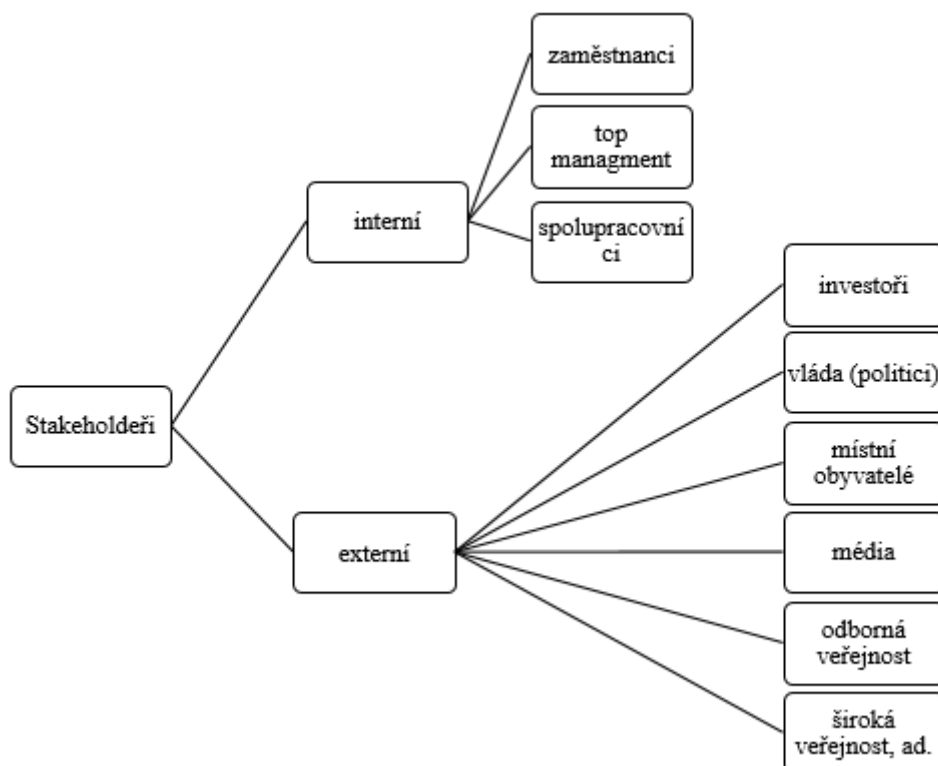 zaměstnanci
top
managment
interní
spolupracovní
ci
investoři
vláda (politici)
Stakeholdeři
místní
obyvatelé
externí
média
odborná
veřejnost
široká
veřejnost, ad.